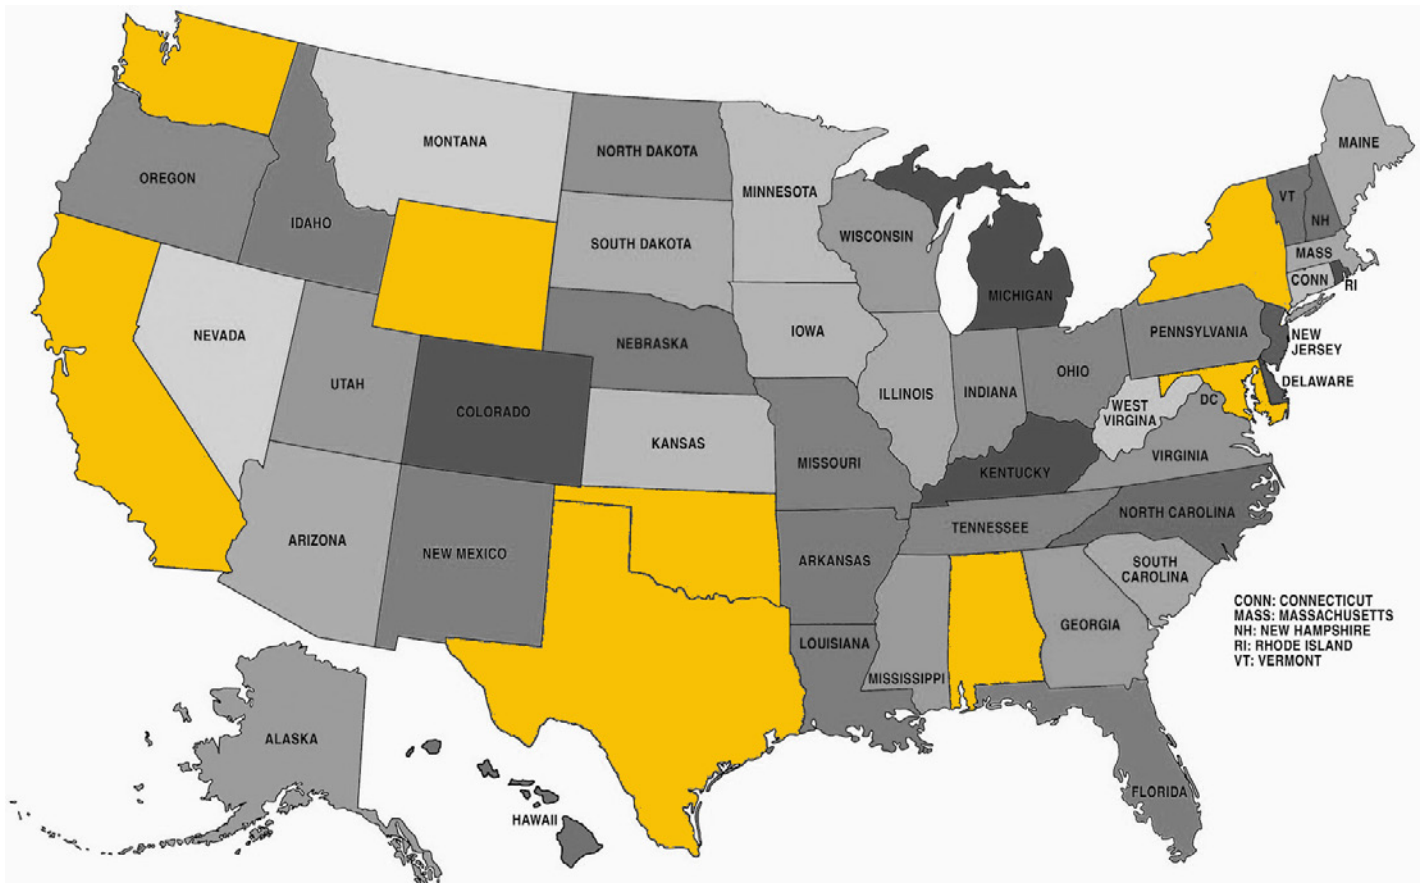 MAINE
MONTANA
NORTH DAKOTA
OREGON
MINNESOTA
VT
NH
IDAHO
WISCONSIN
SOUTH DAKOTA
MASS
CONN
RI
MICHIGAN
NEVADA
IOWA
PENNSYLVANIA
NEW
JERSEY
NEBRASKA
OHIO
UTAH
DELAWARE
ILLINOIS
INDIANA
DC
WEST
VIRGINA
COLORADO
KANSAS
VIRGINIA
MISSOURI
KENTUCKY
NORTH CAROLINA
TENNESSEE
ARIZONA
NEW MEXICO
ARKANSAS
SOUTH
CAROLINA
GEORGIA
CONN: CONNECTICUT
MASS: MASSACHUSETTS
NH: NEW HAMPSHIRE
RI: RHODE ISLAND
VT: VERMONT
LOUISIANA
MISSISSIPPI
ALASKA
FLORIDA
HAWAII